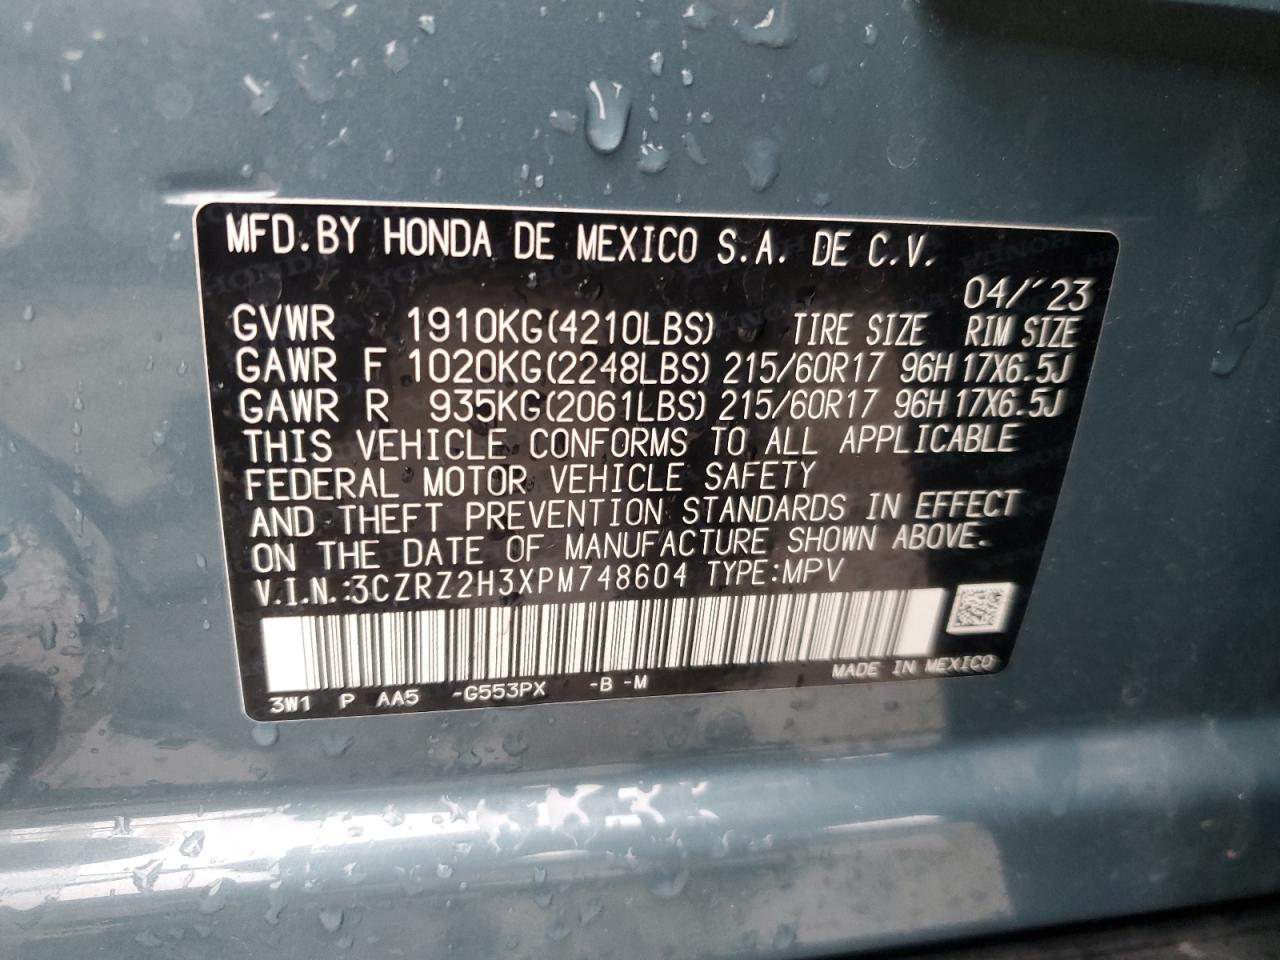 MFD.BY HONDA DE MEXICO S.A. DE C.V.
04/´23
GVWR 1910KG(4210LBS) TIRE SIZE RIM SIZE
GAWR F 1020KG(2248LBS) 215/60R17 96H 17X6.5J
GAWR R 935KG(2061LBS) 215/60R17 96H 17X6.5J
THIS VEHICLE CONFORMS TO ALL APPLICABLE
FEDERAL MOTOR VEHICLE SAFETY
AND THEFT PREVENTION STANDARDS IN EFFECT
ON THE DATE OF MANUFACTURE SHOWN ABOVE.
V.I.N.:3CZRZ2H3XPM748604 TYPE:MPV
MADE IN MEXICO
3W1 P AA5 -G553PX -B -M